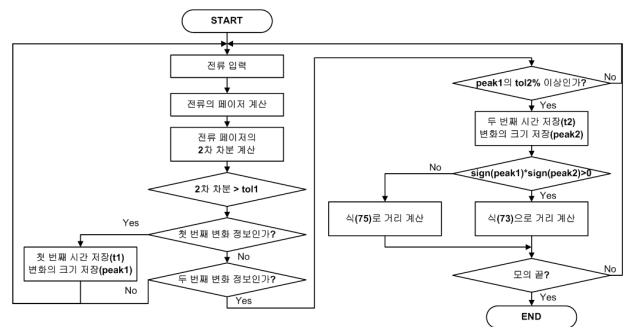 START
전류 입력
전류의 페이저 계산
전류 페이저의
2차 차분 계산
2차 차분 > tol1
Yes
첫 번째 변화 정보인가?
첫 번째 시간 저장(t1)
변화의 크기 저장(peak1)
No
No
두 번째 변화 정보인가?
Yes
peak1의 tol2% 이상인가?
No
Yes
두 번째 시간 저장(t2)
변화의 크기 저장(peak2)
No
sign(peak1)*sign(peak2)>0
Yes
식(75)로 거리 계산
식(73)으로 거리 계산
모의 끝?
No
Yes
END